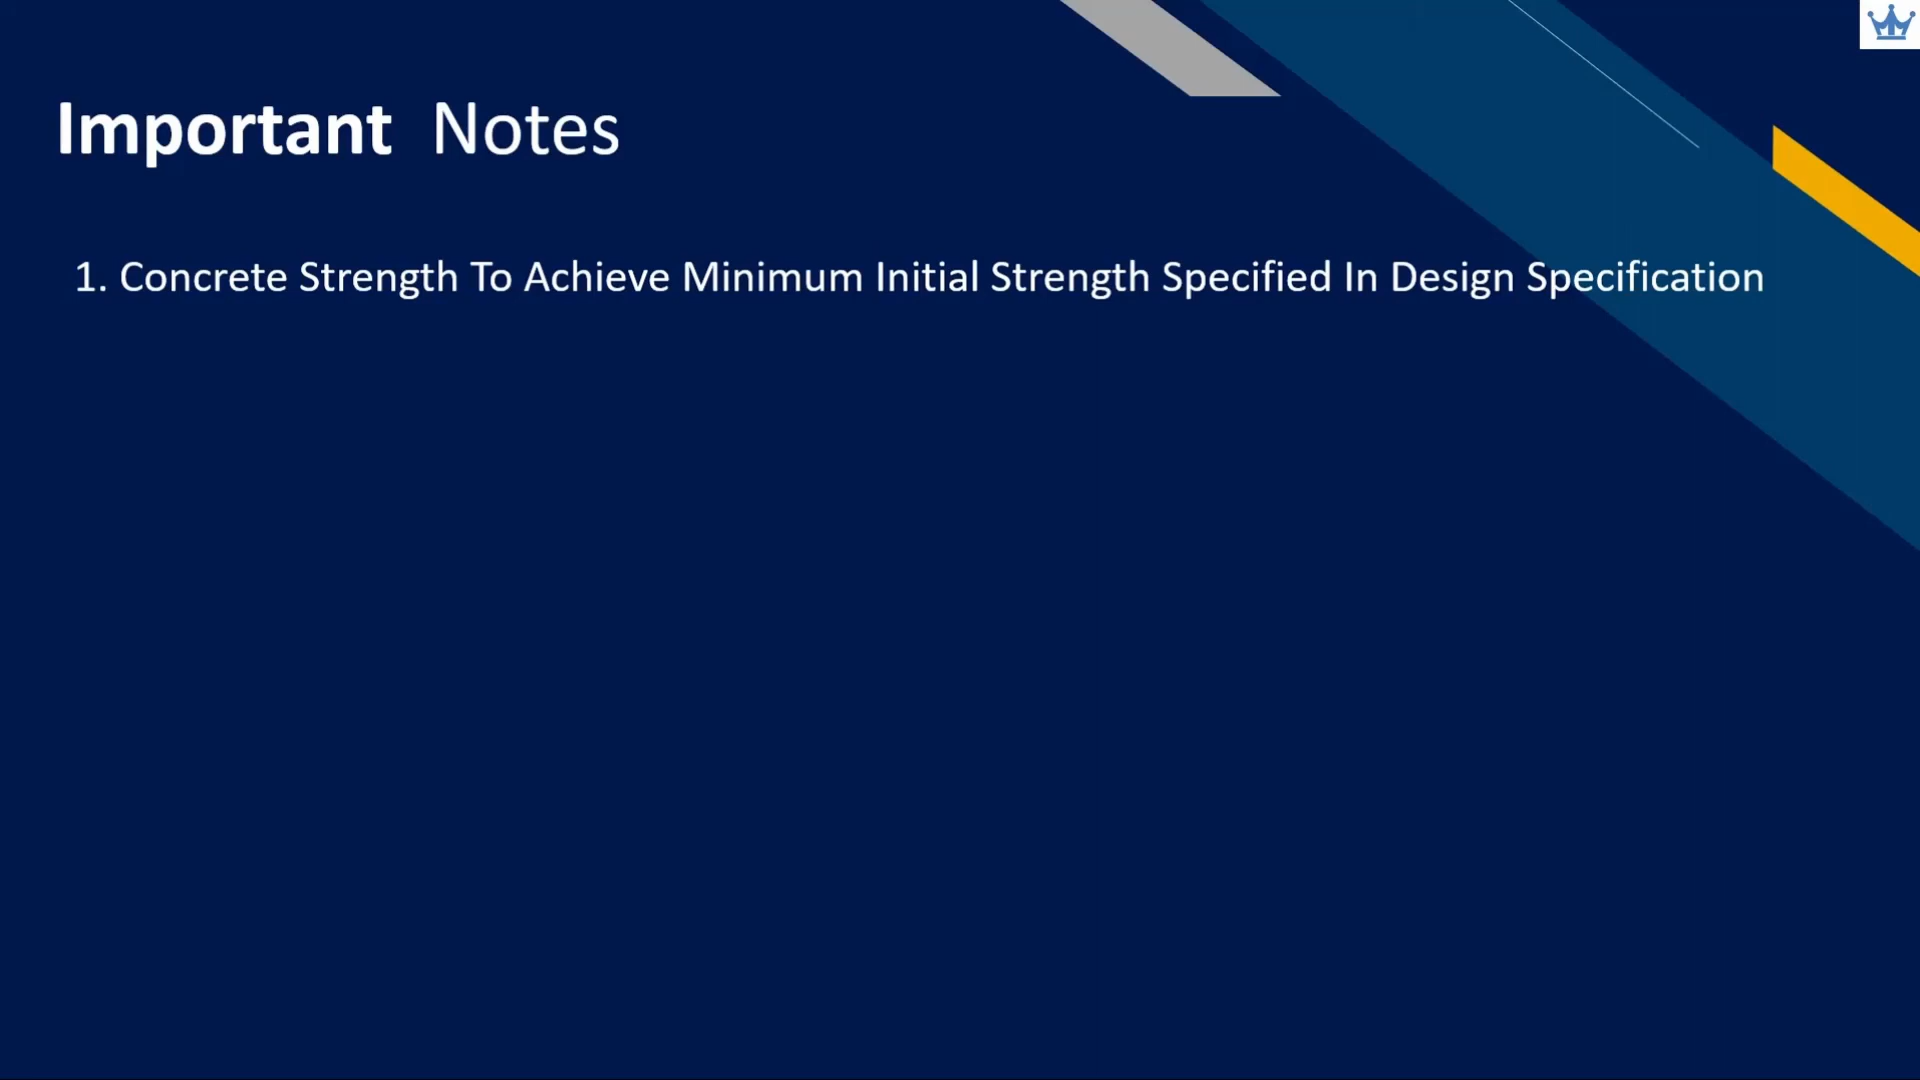 Important Notes
1. Concrete Strength To Achieve Minimum Initial Strength Specified In Design Specification